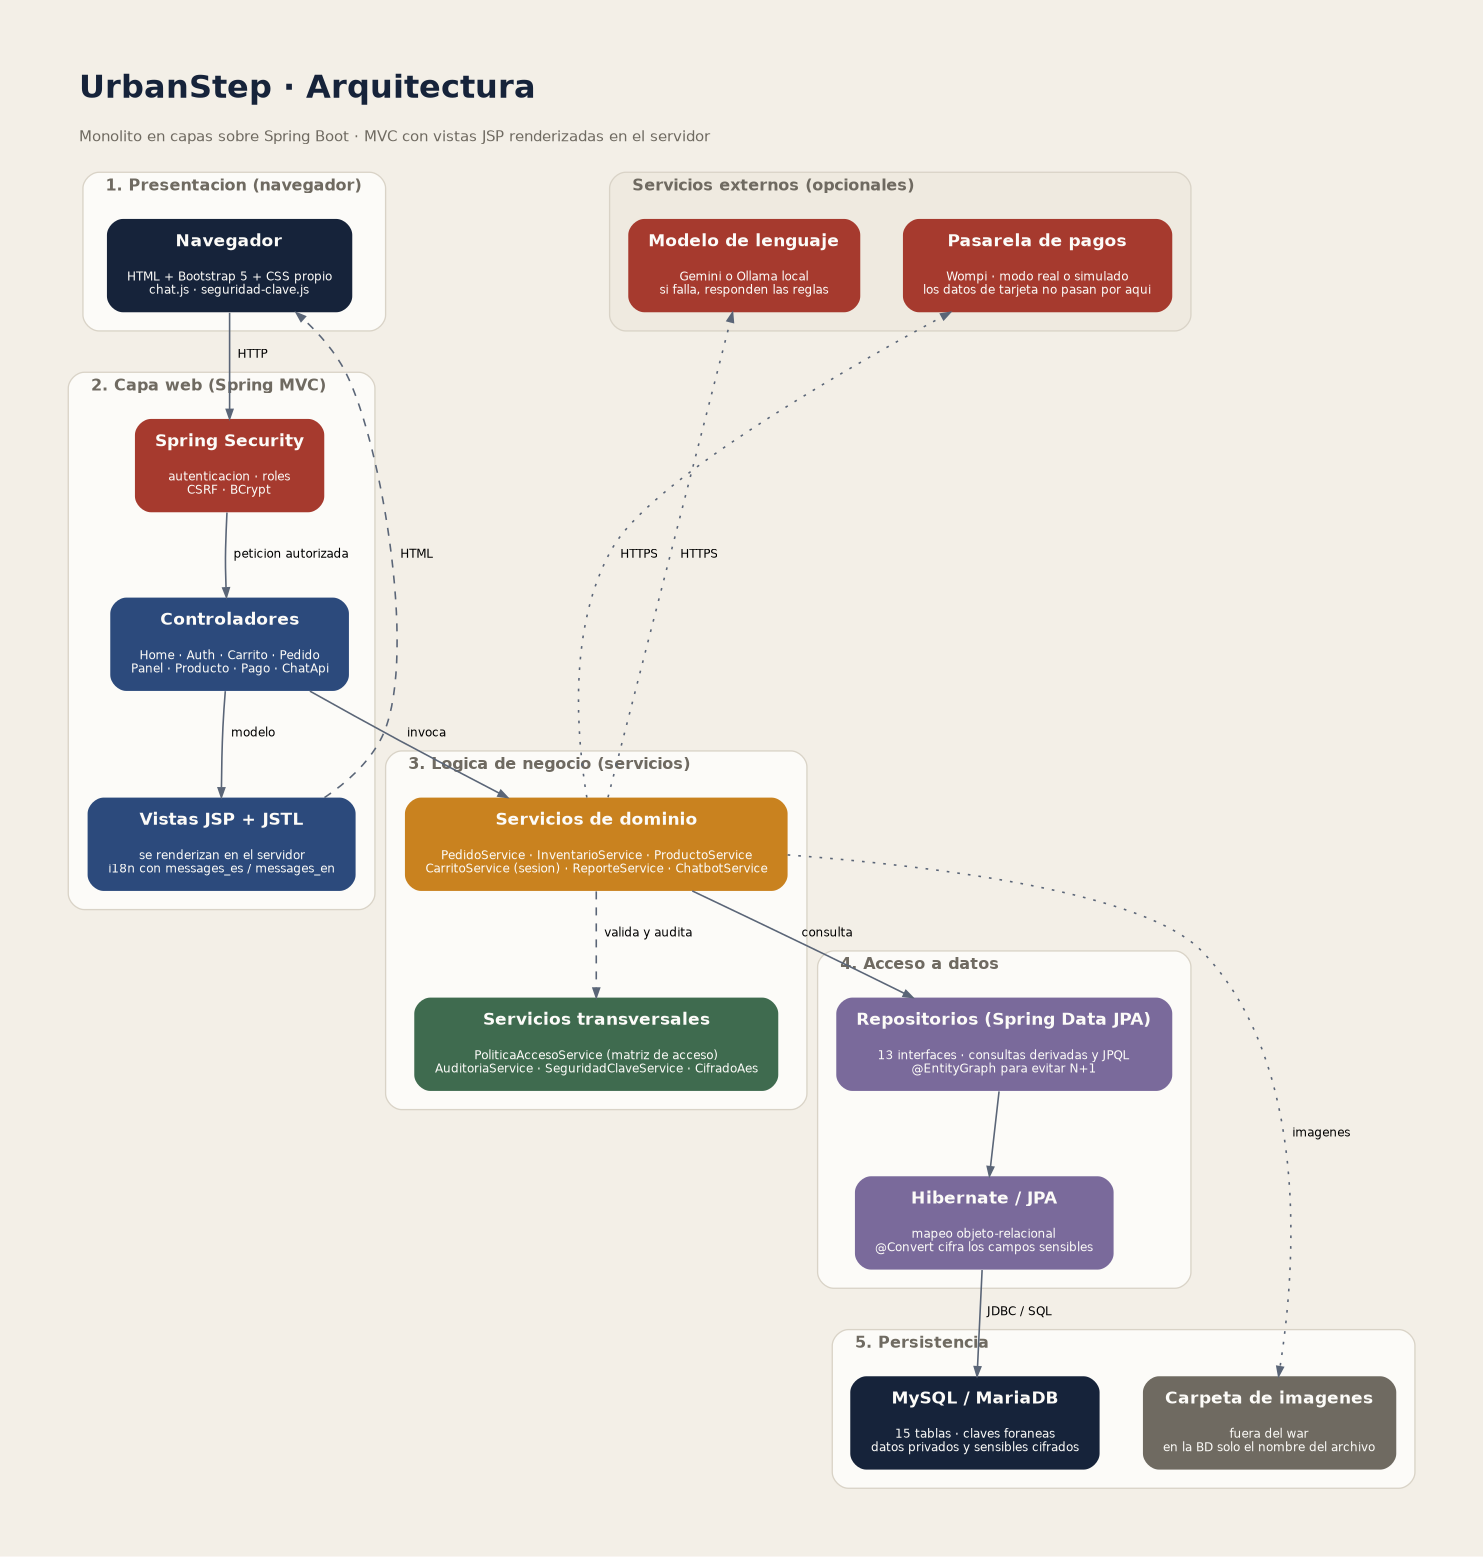 UrbanStep · Arquitectura
Monolito en capas sobre Spring Boot · MVC con vistas JSP renderizadas en el servidor
1. Presentacion (navegador)
Navegador
HTML + Bootstrap 5 + CSS propio
chat.js · seguridad-clave.js
Servicios externos (opcionales)
Modelo de lenguaje
Gemini o Ollama local
si falla, responden las reglas
Pasarela de pagos
Wompi · modo real o simulado
los datos de tarjeta no pasan por aqui
HTTP
2. Capa web (Spring MVC)
Spring Security
autenticacion · roles
CSRF · BCrypt
peticion autorizada
HTML
HTTPS
HTTPS
Controladores
Home · Auth · Carrito · Pedido
Panel · Producto · Pago · ChatApi
modelo
invoca
Vistas JSP + JSTL
se renderizan en el servidor
i18n con messages_es / messages_en
3. Logica de negocio (servicios)
Servicios de dominio
PedidoService · InventarioService · ProductoService
CarritoService (sesion) · ReporteService · ChatbotService
valida y audita
consulta
Servicios transversales
PoliticaAccesoService (matriz de acceso)
AuditoriaService · SeguridadClaveService · CifradoAes
4. Acceso a datos
Repositorios (Spring Data JPA)
13 interfaces · consultas derivadas y JPQL
@EntityGraph para evitar N+1
imagenes
Hibernate / JPA
mapeo objeto-relacional
@Convert cifra los campos sensibles
JDBC / SQL
5. Persistencia
MySQL / MariaDB
15 tablas · claves foraneas
datos privados y sensibles cifrados
Carpeta de imagenes
fuera del war
en la BD solo el nombre del archivo